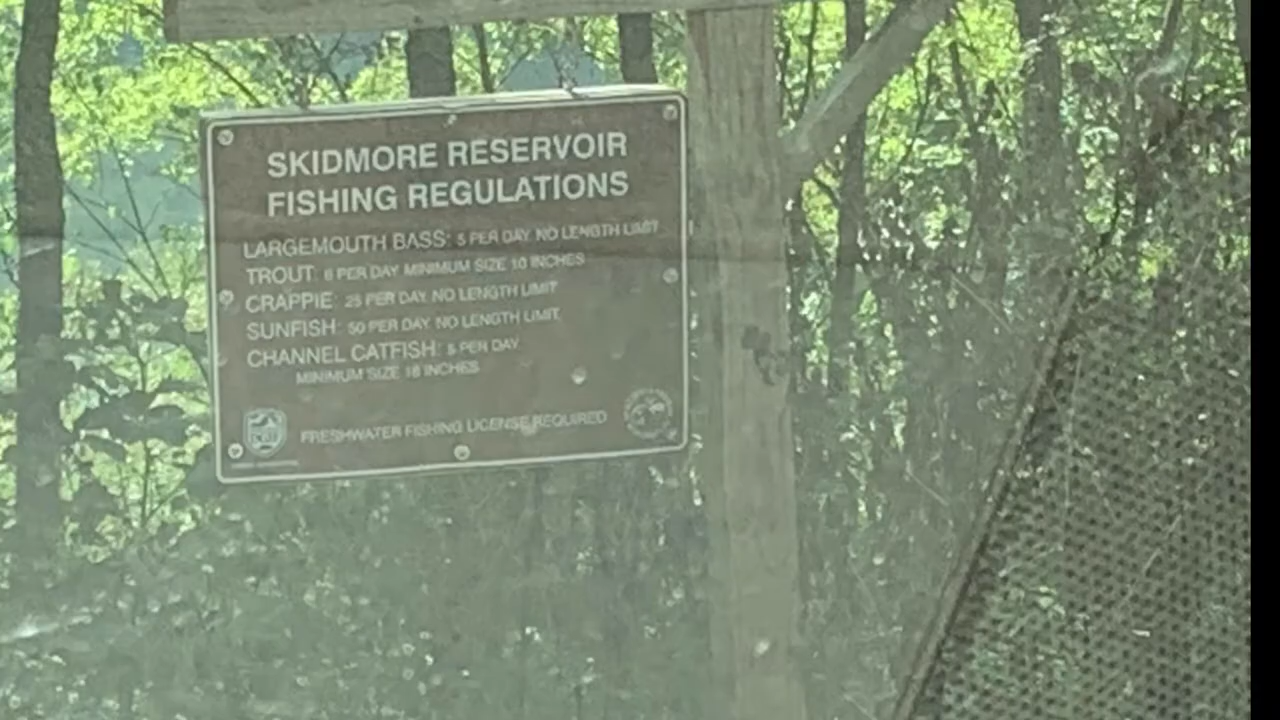 SKIDMORE RESERVOIR
FISHING REGULATIONS
LARGEMOUTH BASS: 5 PER DAY. NO LENGTH LIMIT
TROUT: 6 PER DAY. MINIMUM SIZE 10 INCHES
CRAPPIE: 25 PER DAY. NO LENGTH LIMIT
SUNFISH: 50 PER DAY. NO LENGTH LIMIT.
CHANNEL CATFISH: 5 PER DAY
MINIMUM SIZE 18 INCHES
FRESHWATER FISHING LICENSE REQUIRED